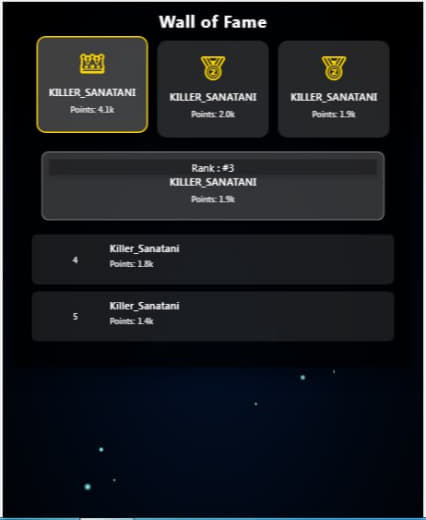 Wall of Fame
KILLER_SANATANI
Points: 4.1k
2
KILLER_SANATANI
Points: 2.0k
KILLER_SANATANI
Points: 1.9k
Rank : #3
KILLER_SANATANI
Points: 1.9k
4
Killer_Sanatani
Points: 1.8k
5
Killer_Sanatani
Points: 1.4k